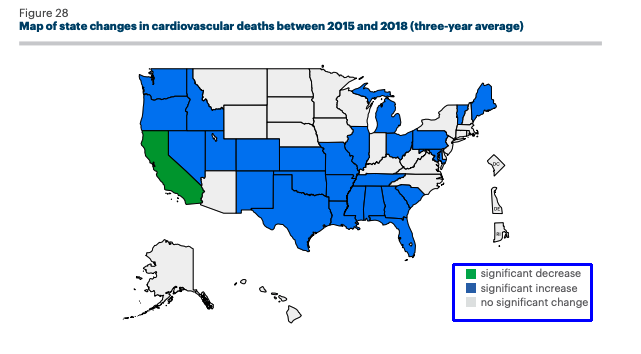 Figure 28
Map of state changes in cardiovascular deaths between 2015 and 2018 (three-year average)
DC
DE
RI
significant decrease
significant increase
no significant change